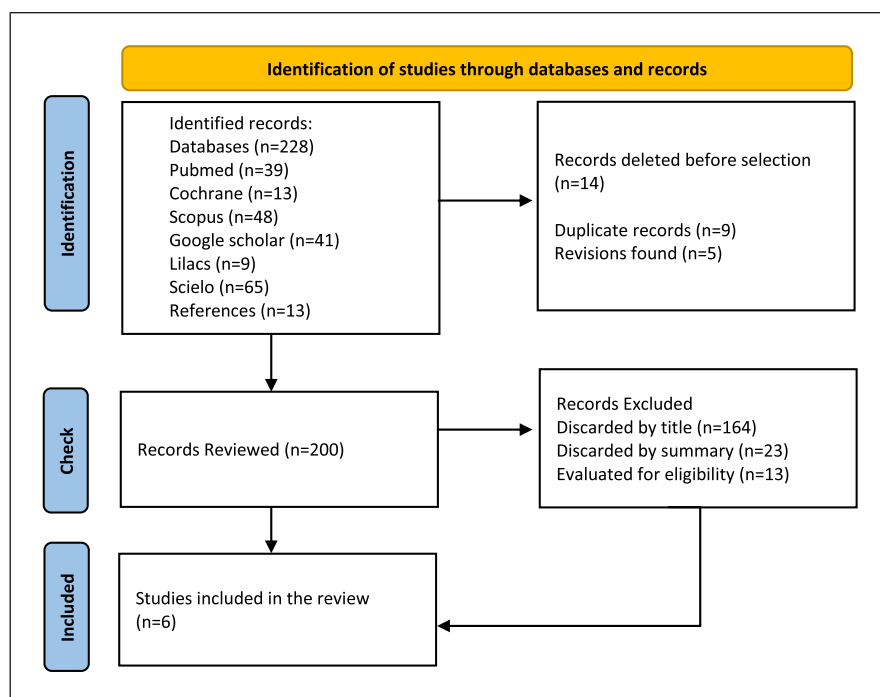 Identification of studies through databases and records
Identification
Identified records:
Databases (n=228)
Pubmed (n=39)
Cochrane (n=13)
Scopus (n=48)
Google scholar (n=41)
Lilacs (n=9)
Scielo (n=65)
References (n=13)
Records deleted before selection
(n=14)
Duplicate records (n=9)
Revisions found (n=5)
Check
Records Reviewed (n=200)
Records Excluded
Discarded by title (n=164)
Discarded by summary (n=23)
Evaluated for eligibility (n=13)
Included
Studies included in the review
(n=6)